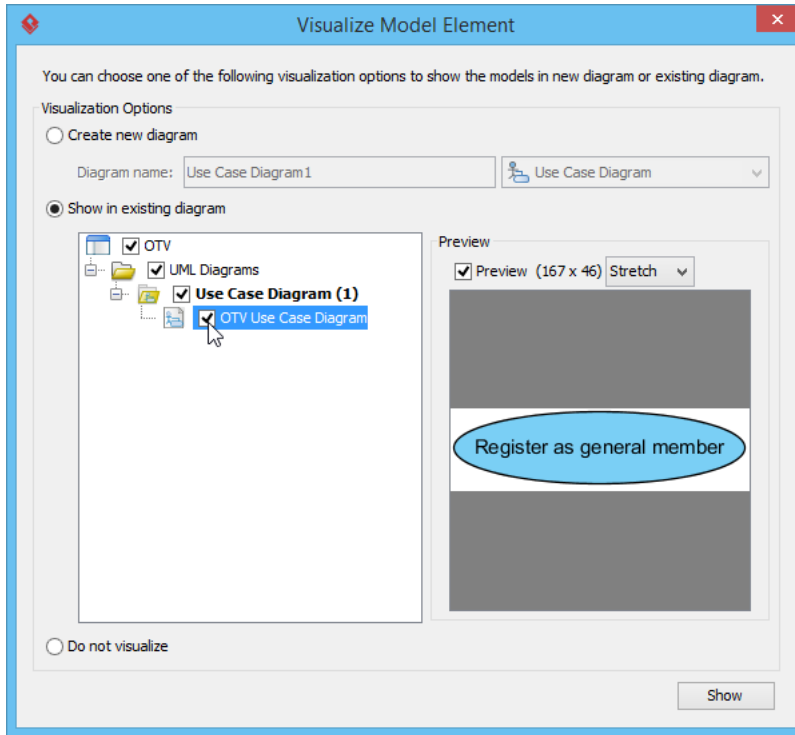 Visualize Model Element
You can choose one of the following visualization options to show the models in new diagram or existing diagram.
Visualization Options
Create new diagram
Diagram name: Use Case Diagram1 Use Case Diagram
Show in existing diagram
OTV
UML Diagrams
Use Case Diagram (1)
OTV Use Case Diagram
Preview
Preview (167 x 46) Stretch
Register as general member
Do not visualize
Show